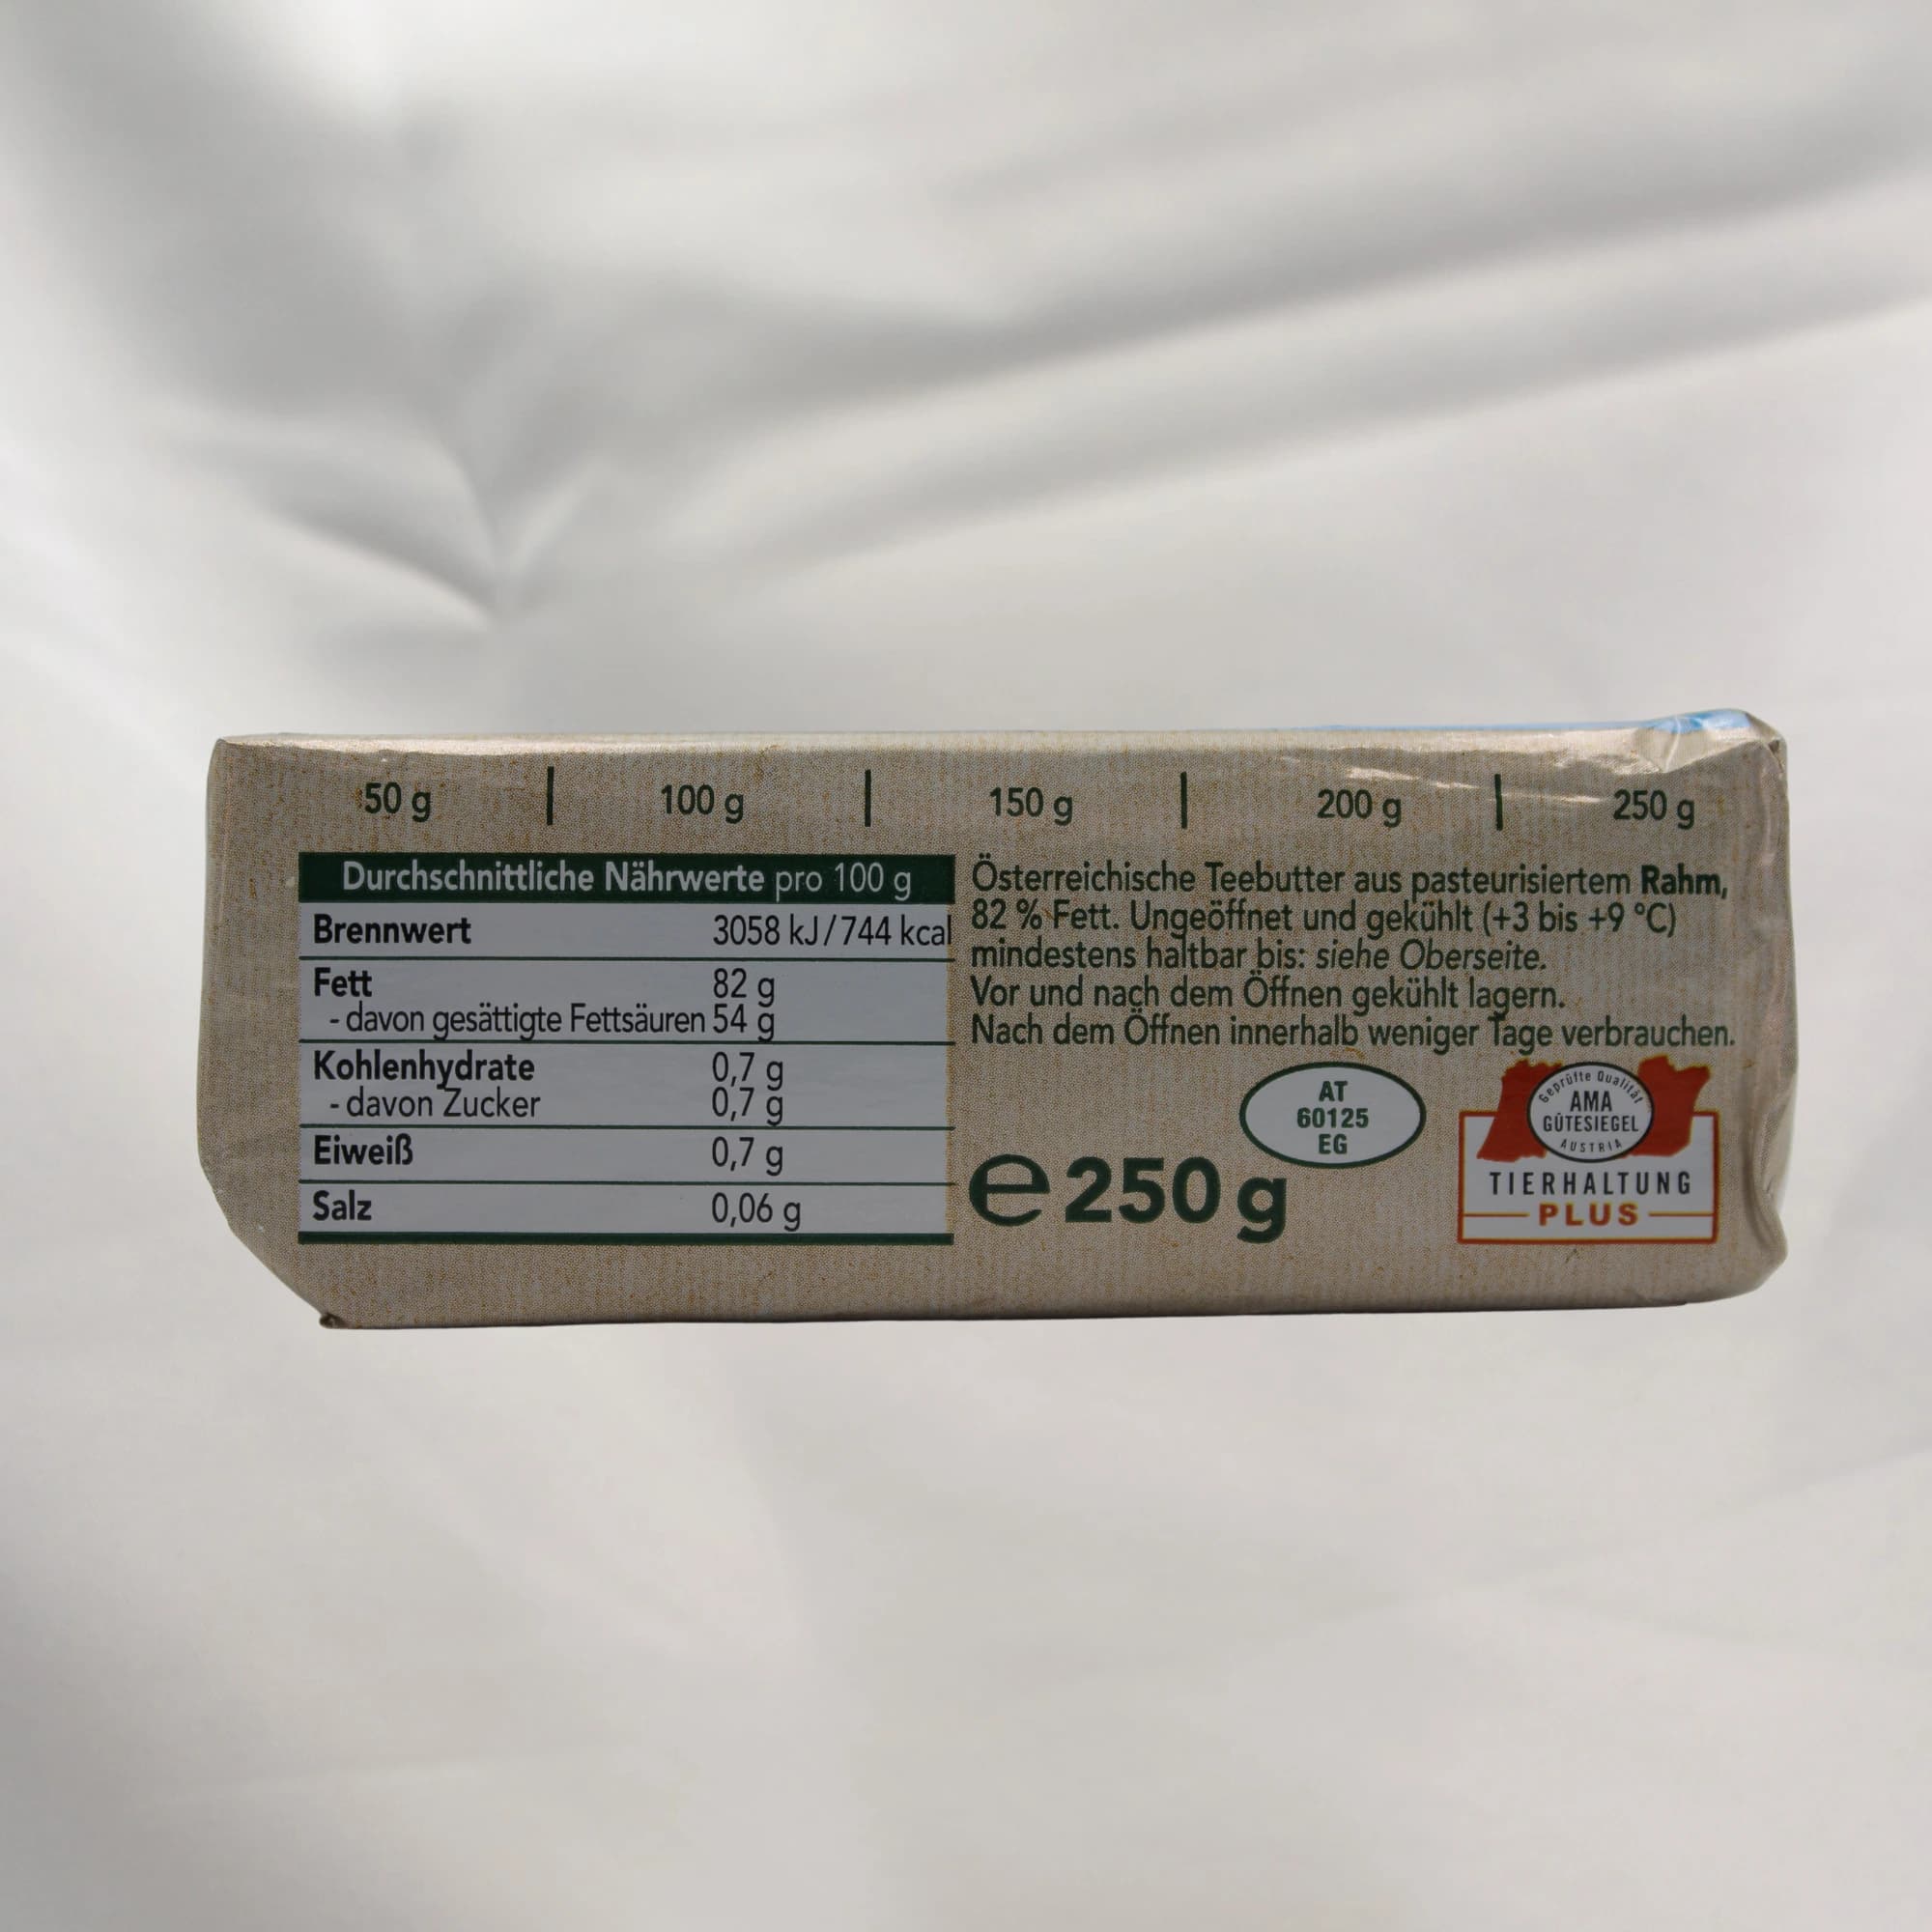 50 g | 100 g | 150 g | 200 g | 250 g
Durchschnittliche Nährwerte pro 100 g
Brennwert 3058 kJ/744 kcal
Fett 82 g
- davon gesättigte Fettsäuren 54 g
Kohlenhydrate 0,7 g
- davon Zucker 0,7 g
Eiweiß 0,7 g
Salz 0,06 g
Österreichische Teebutter aus pasteurisiertem Rahm,
82 % Fett. Ungeöffnet und gekühlt (+3 bis +9 °C)
mindestens haltbar bis: siehe Oberseite.
Vor und nach dem Öffnen gekühlt lagern.
Nach dem Öffnen innerhalb weniger Tage verbrauchen.
e 250 g
AT
60125
EG
Geprüfte Qualität
AMA
GÜTESIEGEL
AUSTRIA
TIERHALTUNG
PLUS